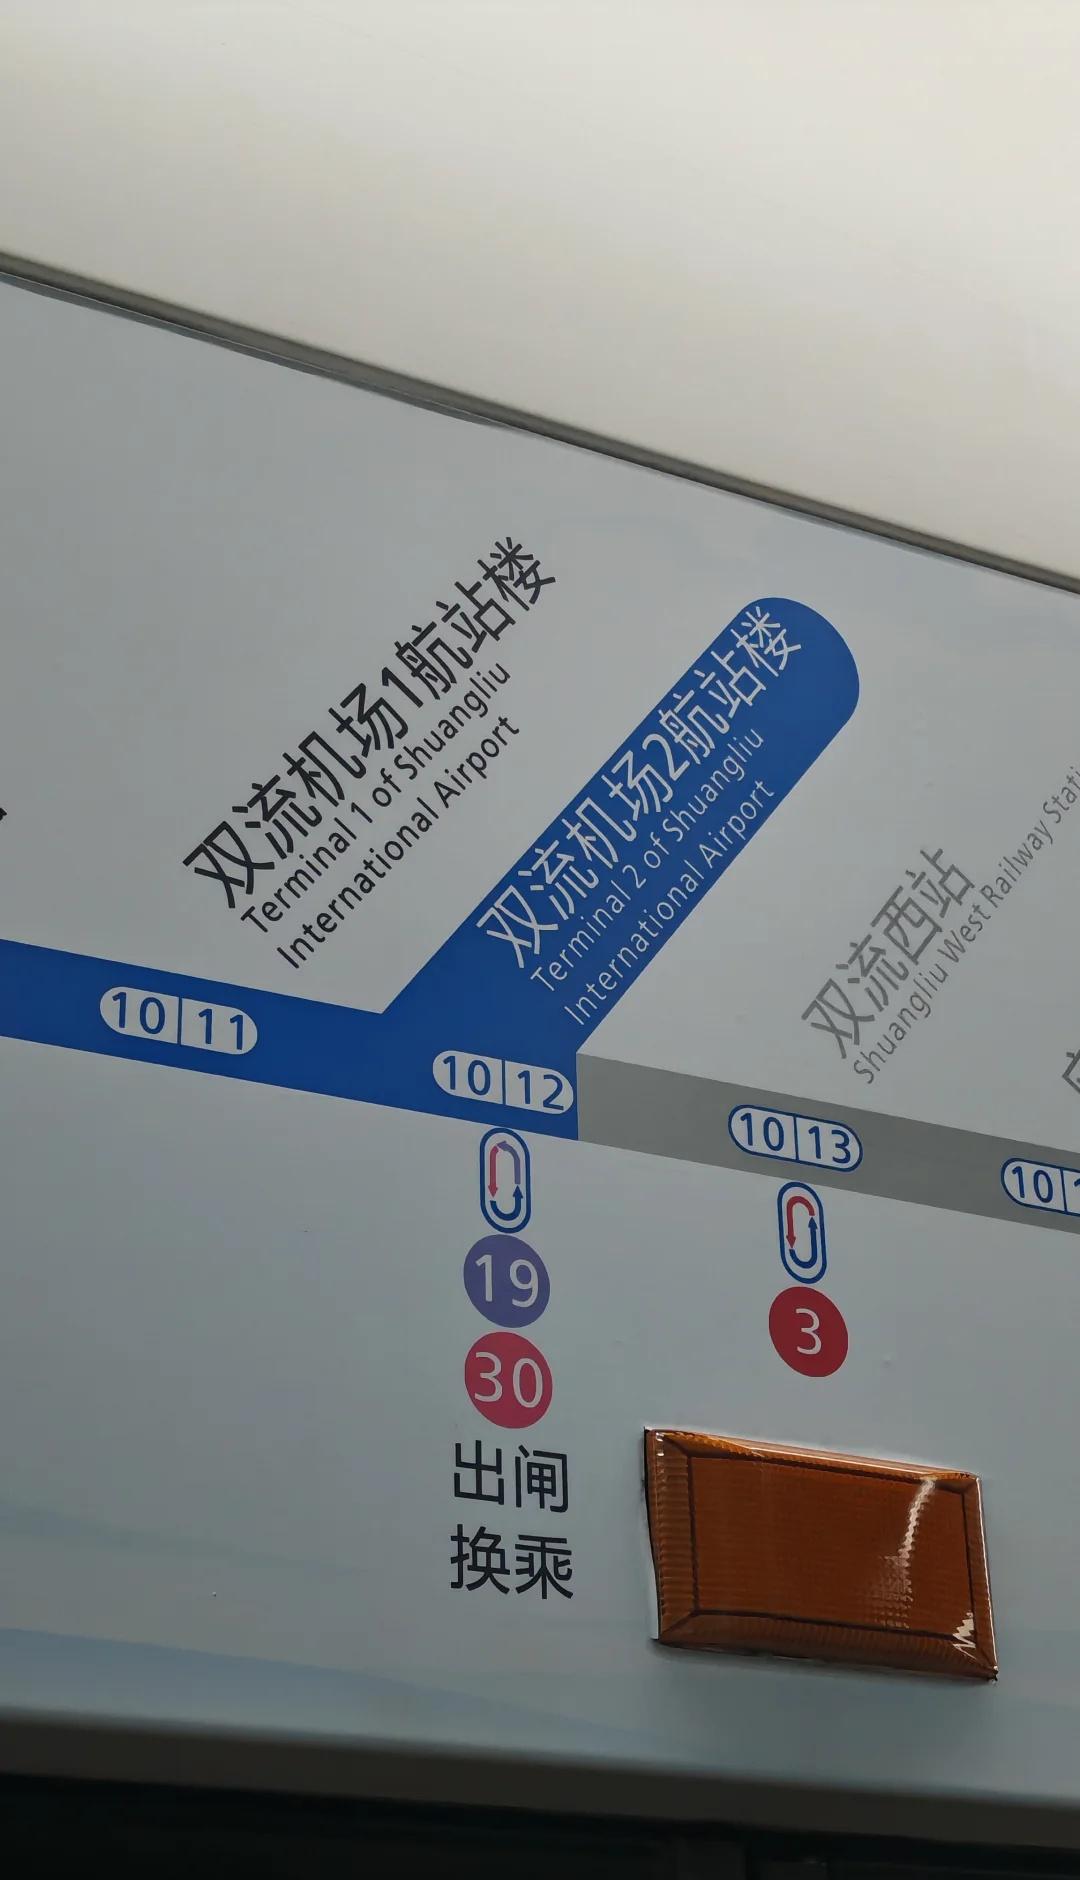 双流机场1航站楼
Terminal 1 of Shuangliu
International Airport
双流机场2航站楼
Terminal 2 of Shuangliu
International Airport
双流西站
Shuangliu West Railway
10 11
10 12
10 13
10
19
30
出闸
换乘
3